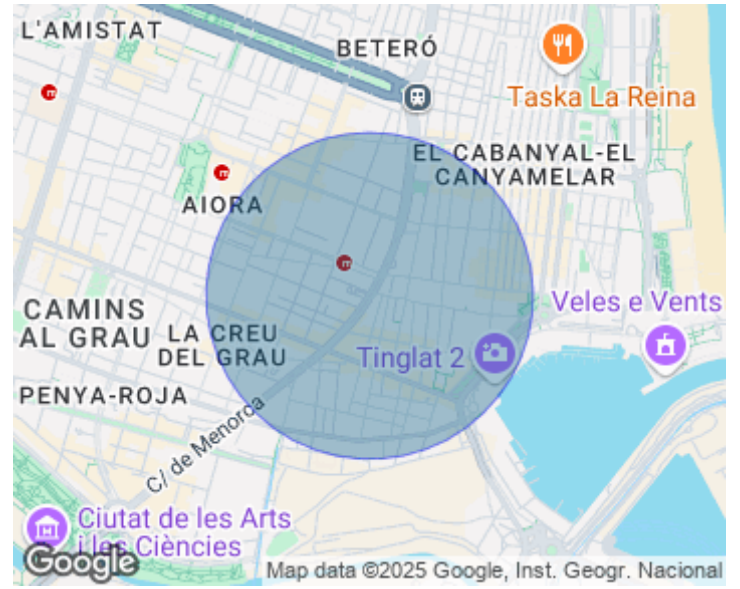 L'AMISTAT
BETERÓ
Taska La Reina
EL CABANYAL-EL
CANYAMELAR
AIORA
CAMINS
AL GRAU
LA CREU
DEL GRAU
Veles e Vents
Tinglat 2
PENYA-ROJA
C/ de Menorca
Ciutat de les Arts
i les Ciències
Google
Map data ©2025 Google, Inst. Geogr. Nacional